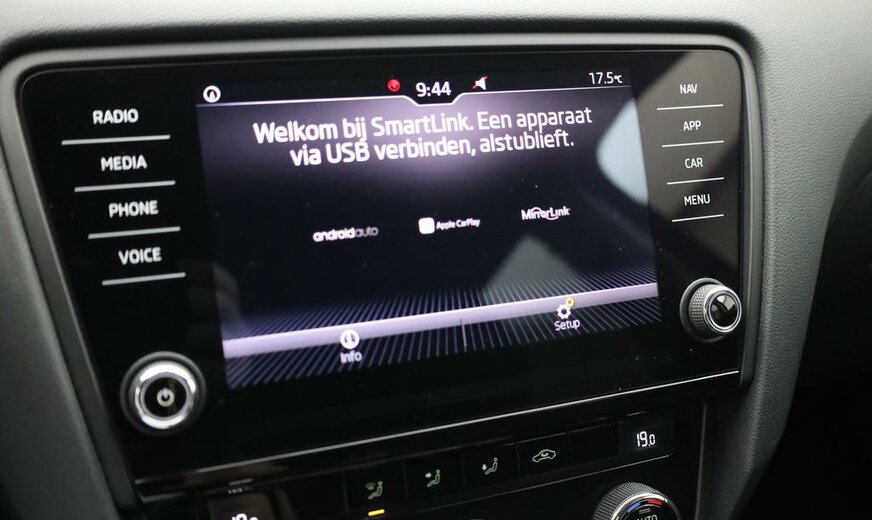 9:44
17.5°C
RADIO
MEDIA
PHONE
VOICE
Welkom bij SmartLink. Een apparaat
via USB verbinden, alstublieft.
androidauto
Apple CarPlay
MirrorLink
Info
Setup
NAV
APP
CAR
MENU
19.0
AUTO